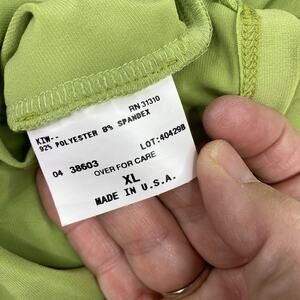 RN 31310
KIW--
92% POLYESTER 8% SPANDEX
LOT:404298
04 38603
OVER FOR CARE
XL
MADE IN U.S.A.